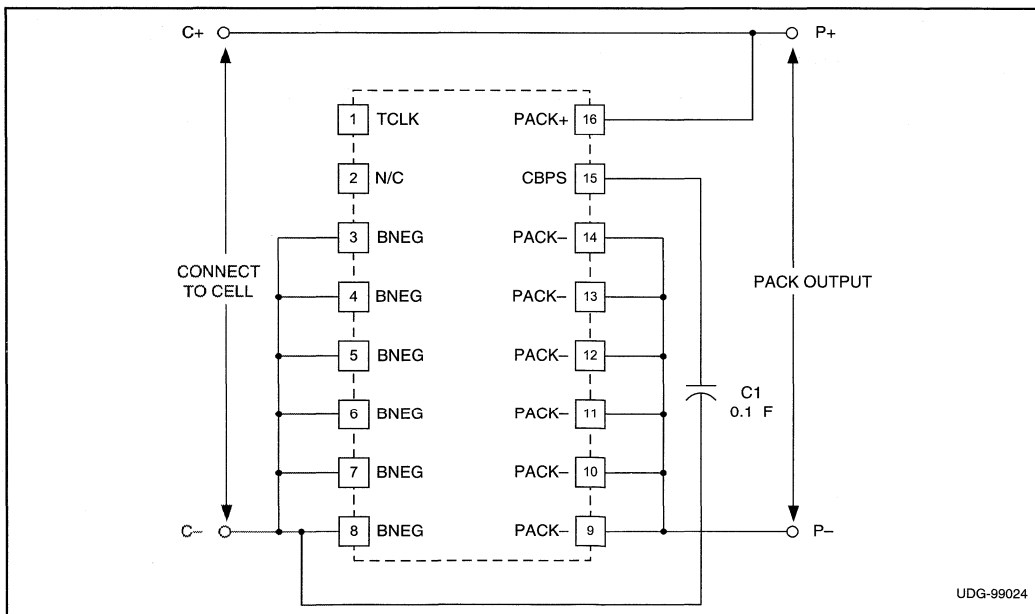 C+ P+
1 TCLK PACK+ 16
2 N/C CBPS 15
3 BNEG PACK– 14
CONNECT
TO CELL
4 BNEG PACK– 13
PACK OUTPUT
5 BNEG PACK– 12
C1
0.1 F
6 BNEG PACK– 11
7 BNEG PACK– 10
C– 8 BNEG PACK– 9 P–
UDG-99024